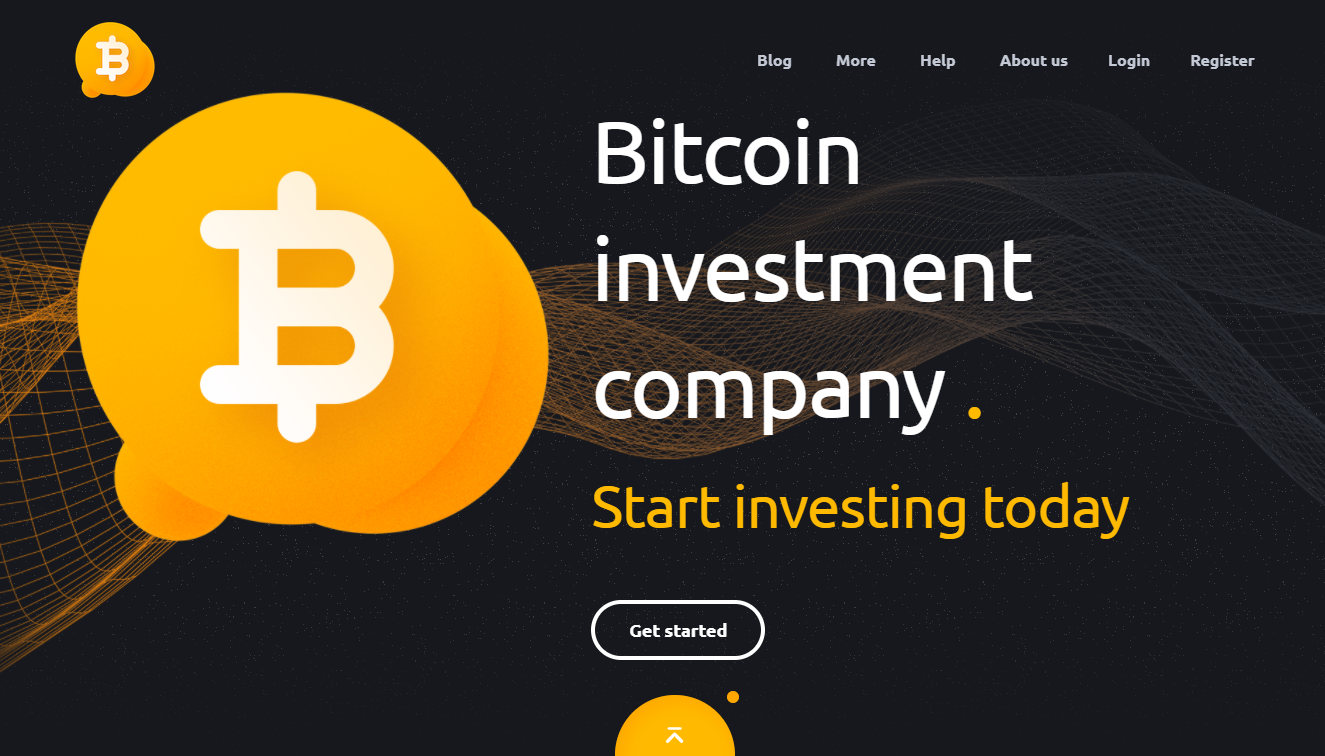 Blog More Help About us Login Register
Bitcoin
investment
company .
Start investing today
Get started